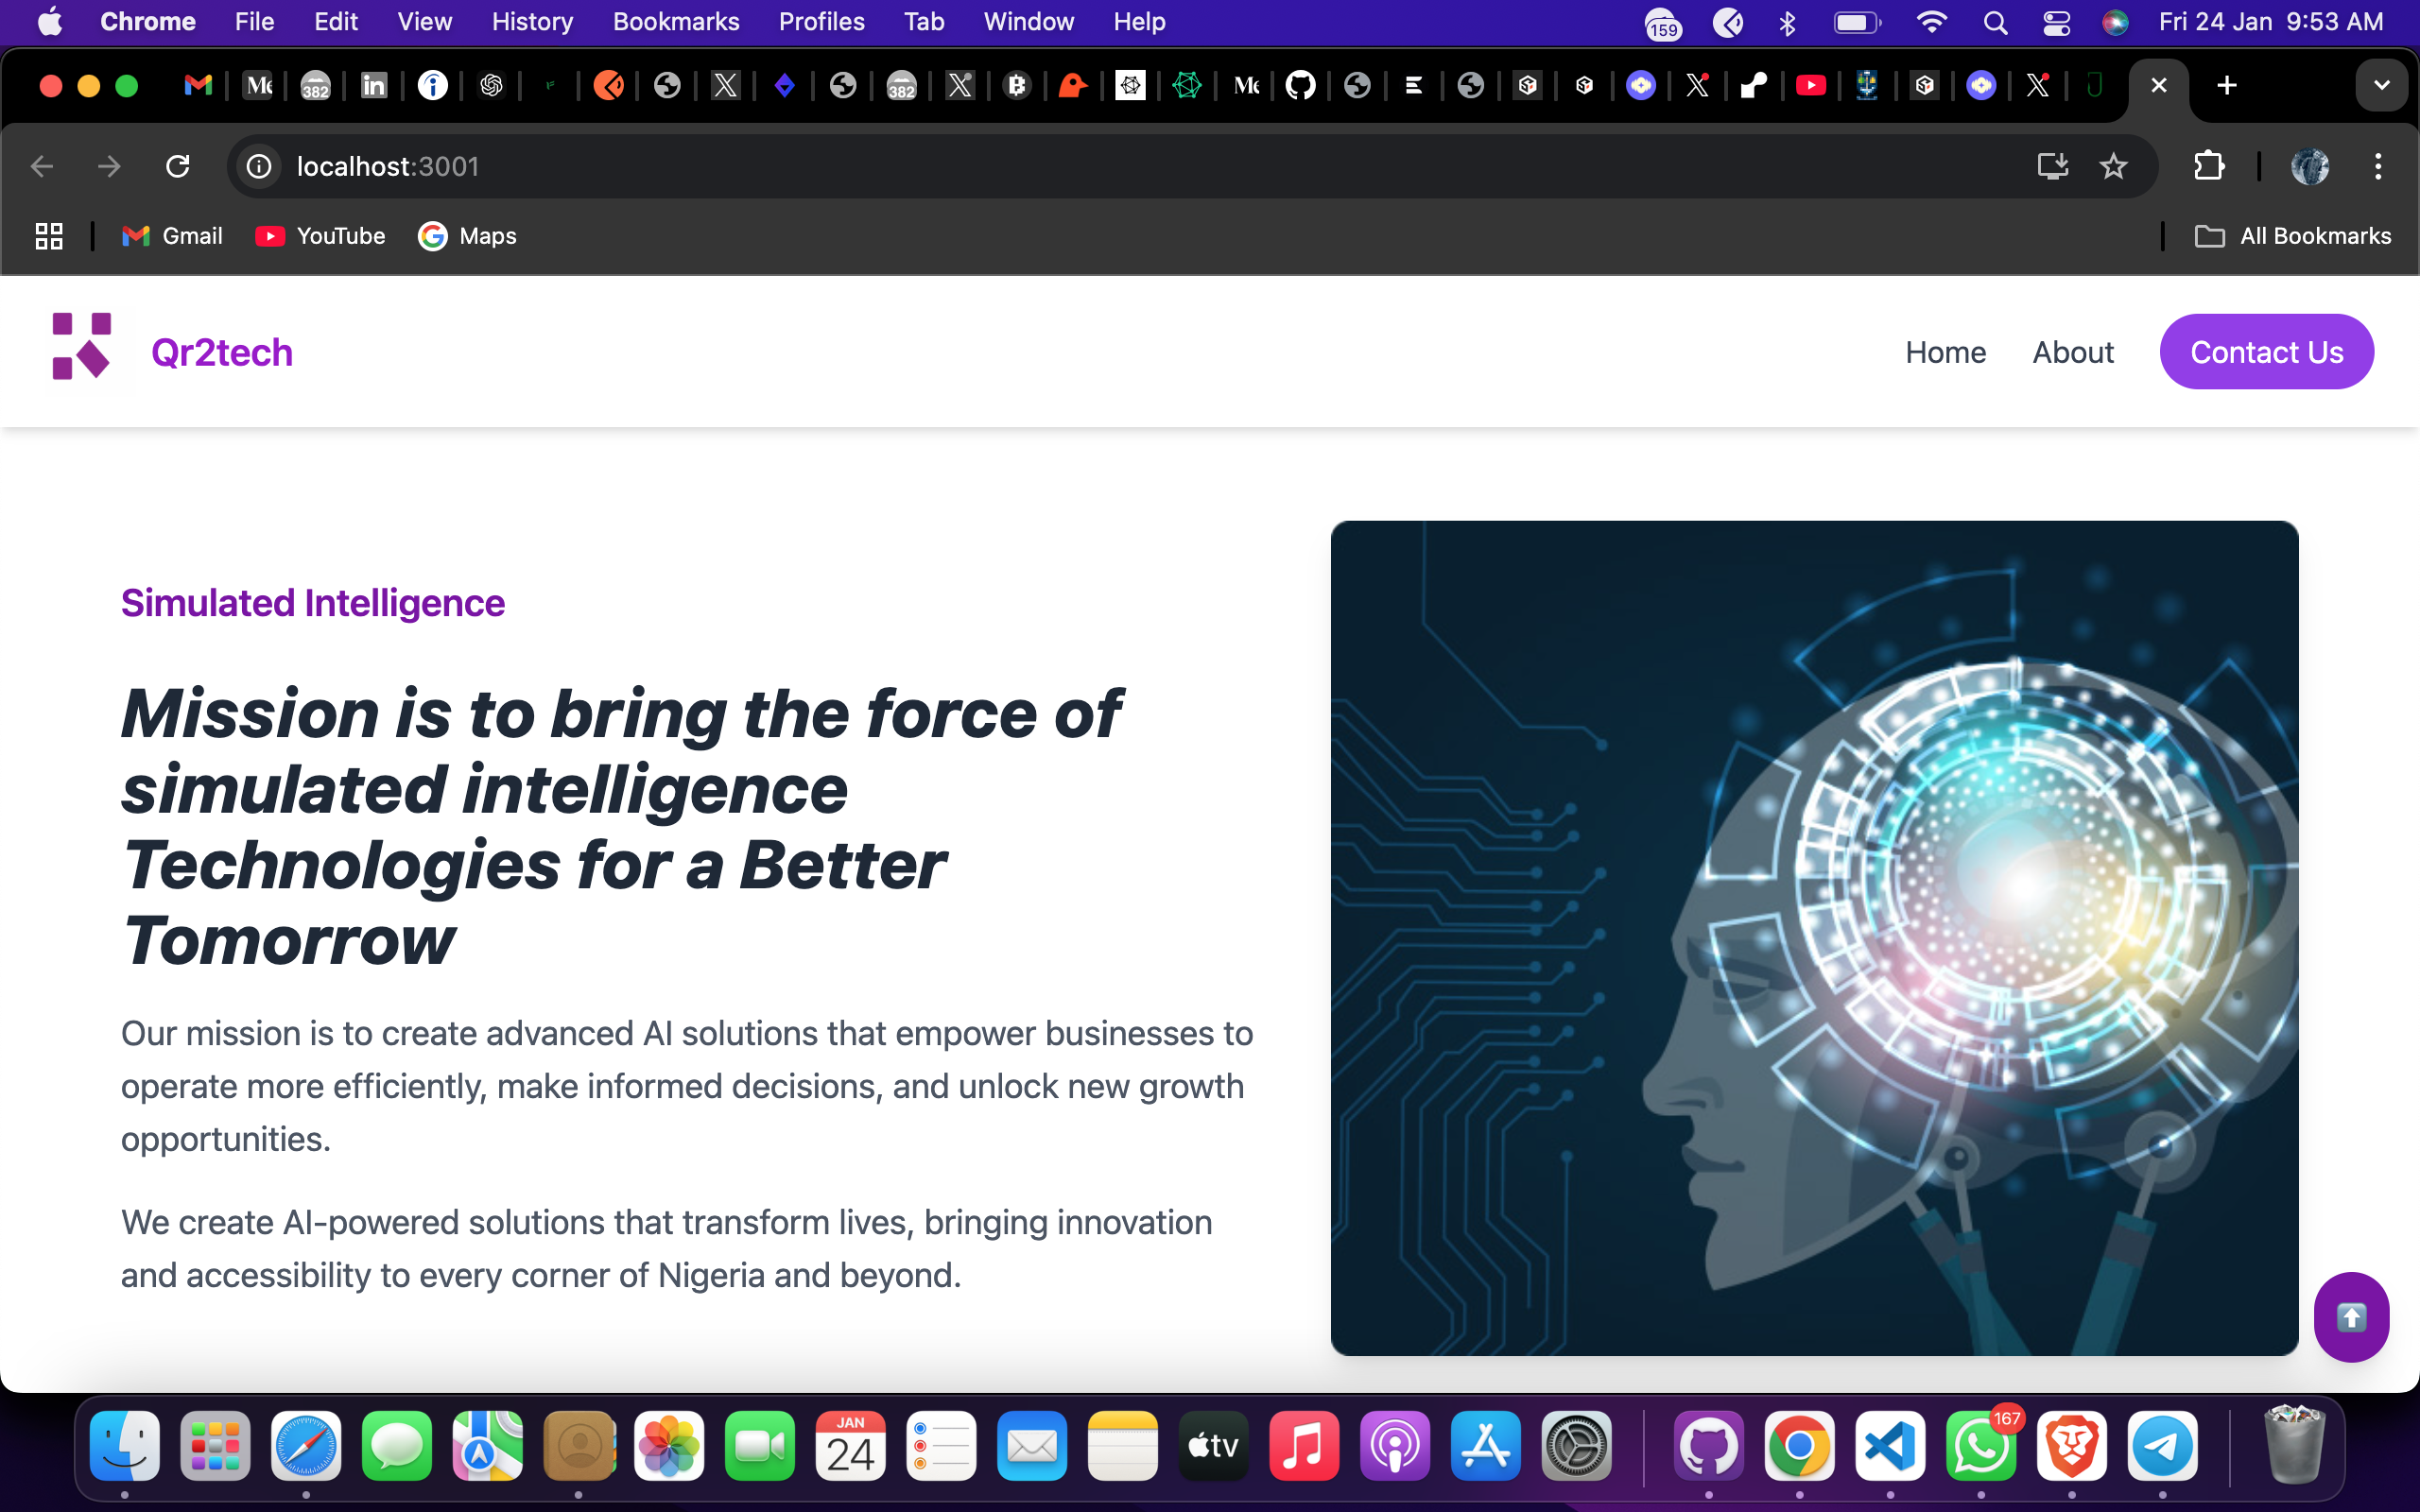 Chrome File Edit View History Bookmarks Profiles Tab Window Help 159 Fri 24 Jan 9:53 AM
382 382
localhost:3001
Gmail YouTube Maps All Bookmarks
Qr2tech Home About Contact Us
Simulated Intelligence
Mission is to bring the force of
simulated intelligence
Technologies for a Better
Tomorrow
Our mission is to create advanced AI solutions that empower businesses to
operate more efficiently, make informed decisions, and unlock new growth
opportunities.
We create AI-powered solutions that transform lives, bringing innovation
and accessibility to every corner of Nigeria and beyond.
JAN
24
tv
167